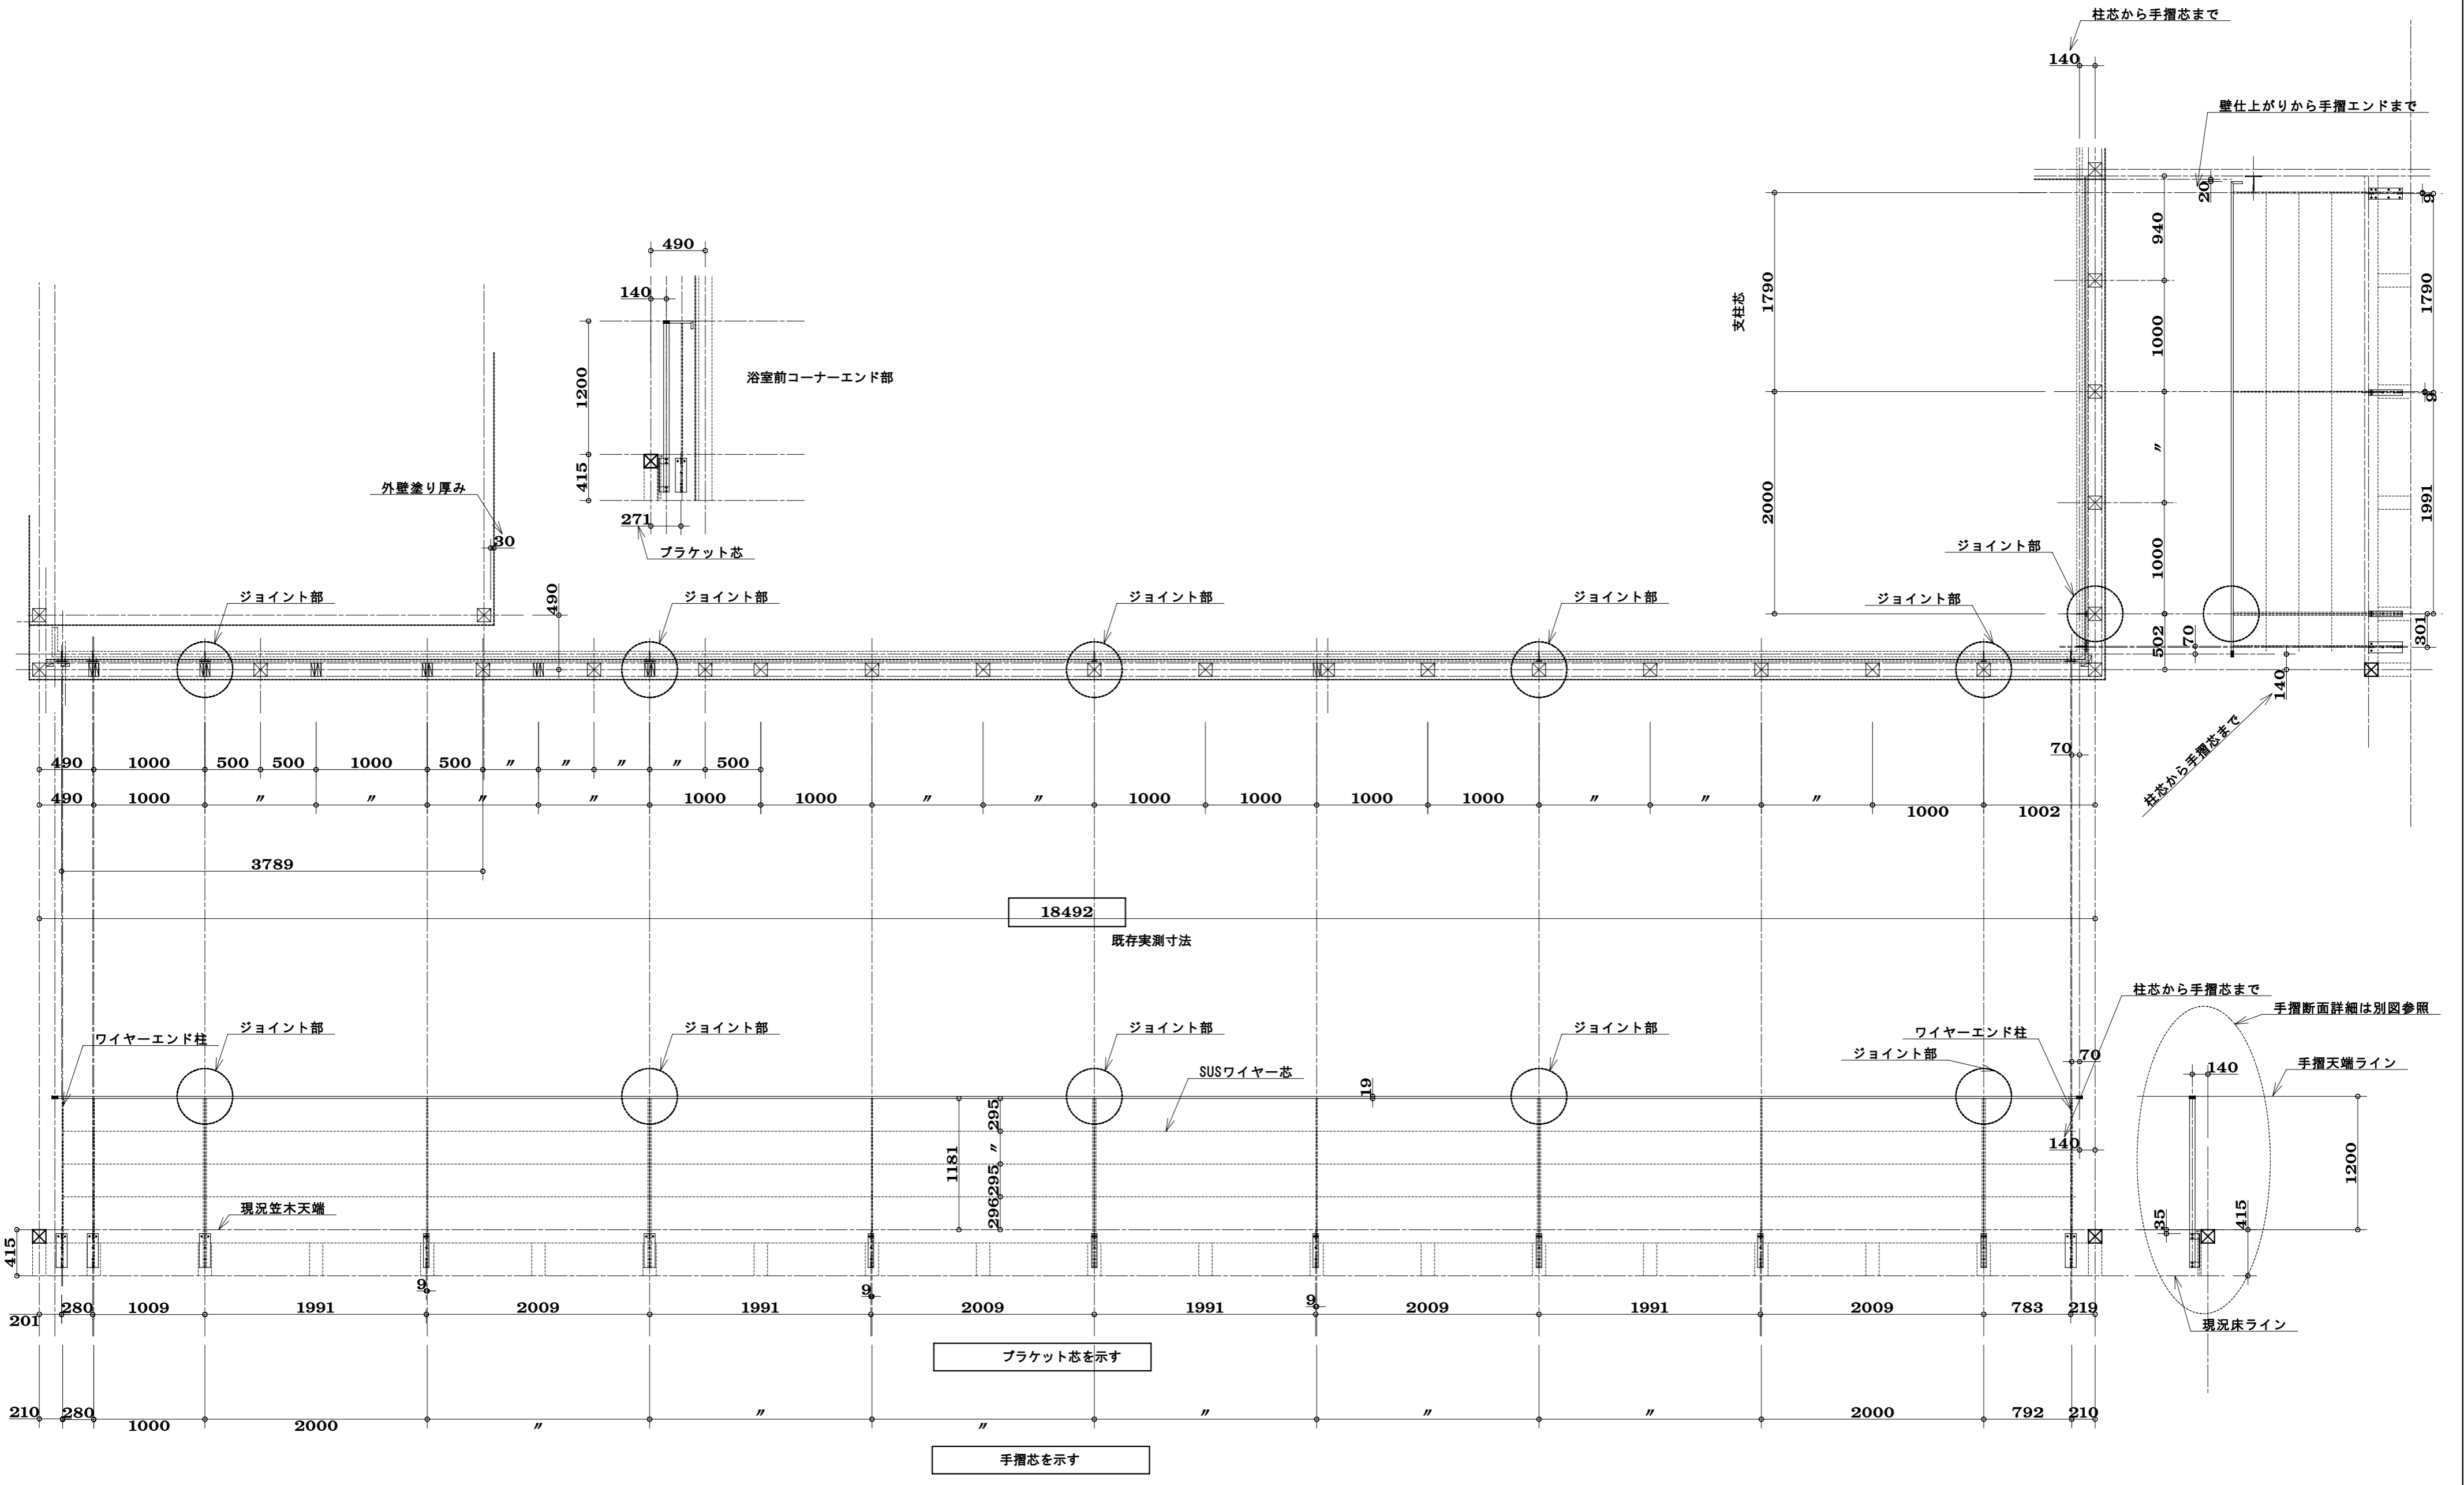 柱芯から手摺芯まで
140
壁仕上がりから手摺エンドまで
20
9
490
140
1200
415
271
浴室前コーナーエンド部
ブラケット芯
外壁塗り厚み
30
490
支柱芯
1790
2000
940
1000
〃
1000
502
1790
9
1991
301
70
140
柱芯から手摺芯まで
ジョイント部
ジョイント部
ジョイント部
ジョイント部
ジョイント部
ジョイント部
70
490 1000 500 500 1000 500 〃 〃 〃 〃 500
490 1000 〃 〃 〃 〃 1000 1000 〃 〃 1000 1000 1000 1000 〃 〃 〃 1000 1002
3789
18492
既存実測寸法
柱芯から手摺芯まで
手摺断面詳細は別図参照
ワイヤーエンド柱
ジョイント部
ジョイント部
ジョイント部
ジョイント部
ジョイント部
ワイヤーエンド柱
SUSワイヤー芯
19
70
140
手摺天端ライン
1181
295
〃
295
296
140
1200
35
415
現況笠木天端
415
9
9
9
201 280 1009 1991 2009 1991 2009 1991 2009 1991 2009 783 219
現況床ライン
ブラケット芯を示す
210 280 1000 2000 〃 〃 〃 〃 〃 〃 2000 792 210
手摺芯を示す